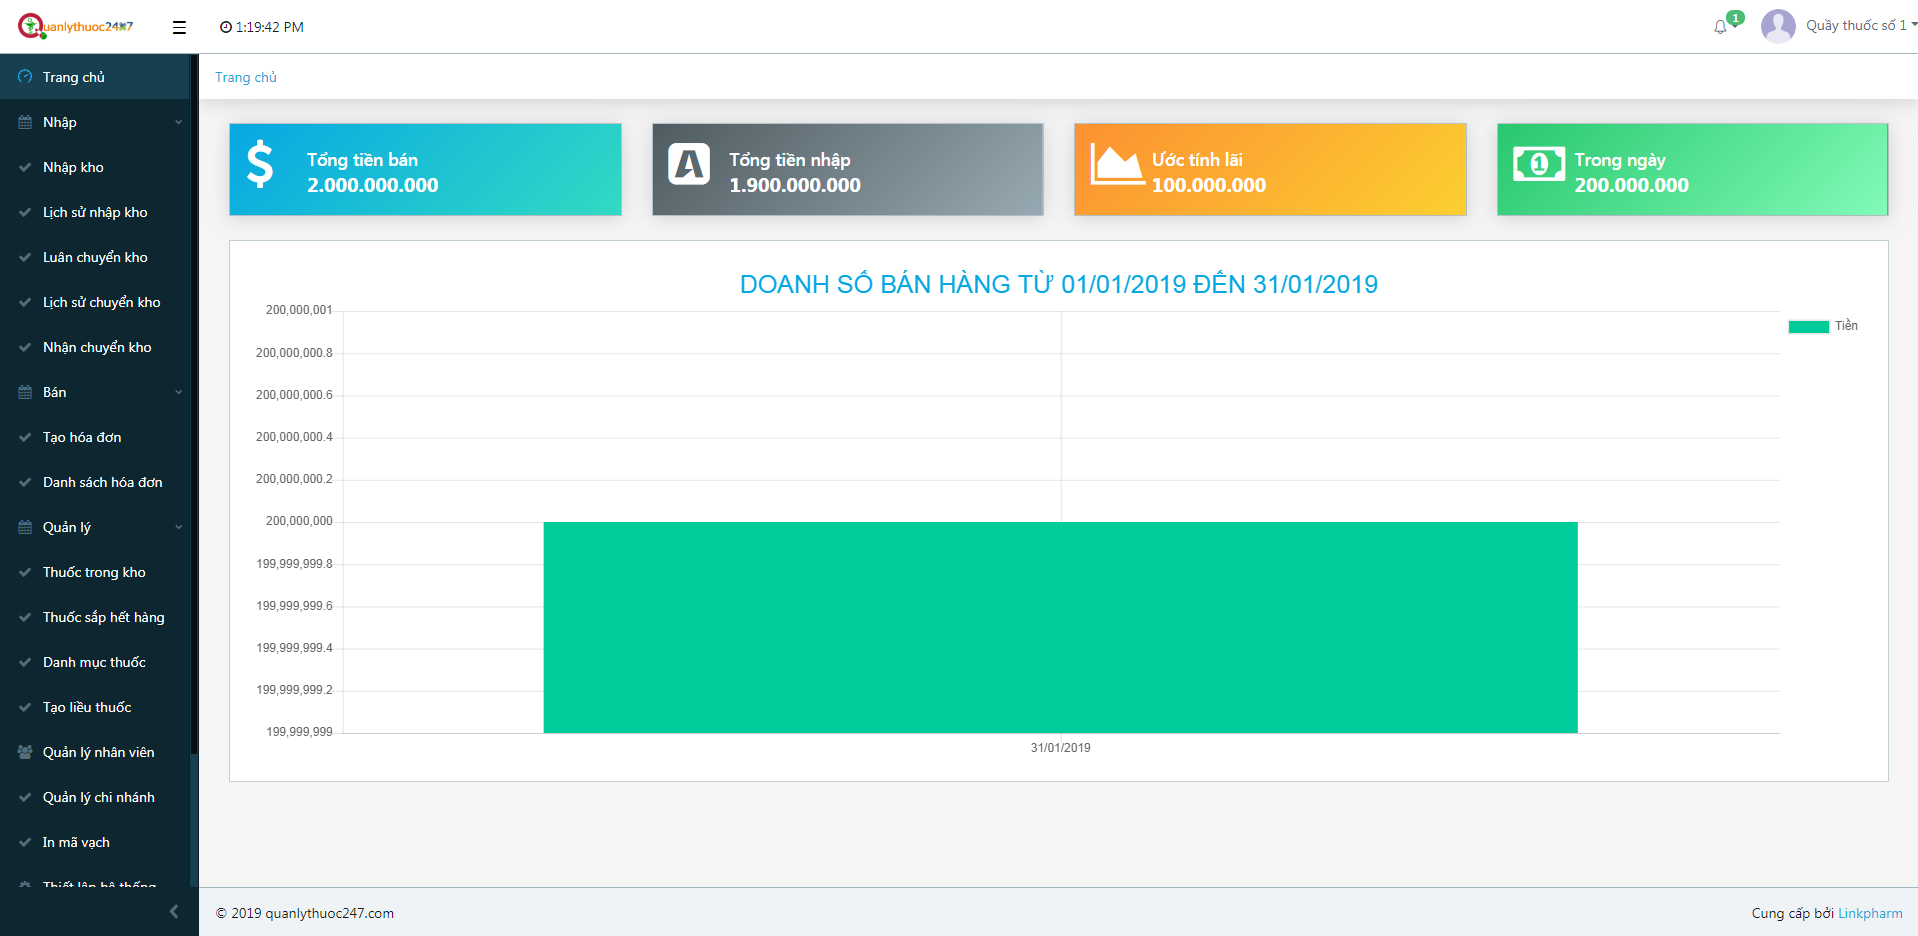 Quanlythuoc247
1:19:42 PM
1
Quầy thuốc số 1
Trang chủ
Nhập
Nhập kho
Lịch sử nhập kho
Luân chuyển kho
Lịch sử chuyển kho
Nhận chuyển kho
Bán
Tạo hóa đơn
Danh sách hóa đơn
Quản lý
Thuốc trong kho
Thuốc sắp hết hàng
Danh mục thuốc
Tạo liều thuốc
Quản lý nhân viên
Quản lý chi nhánh
In mã vạch
Thiết lập hệ thống
Trang chủ
Tổng tiền bán
2.000.000.000
A
Tổng tiền nhập
1.900.000.000
Ước tính lãi
100.000.000
1
Trong ngày
200.000.000
DOANH SỐ BÁN HÀNG TỪ 01/01/2019 ĐẾN 31/01/2019
Tiền
200,000,001
200,000,000.8
200,000,000.6
200,000,000.4
200,000,000.2
200,000,000
199,999,999.8
199,999,999.6
199,999,999.4
199,999,999.2
199,999,999
31/01/2019
© 2019 quanlythuoc247.com
Cung cấp bởi Linkpharm